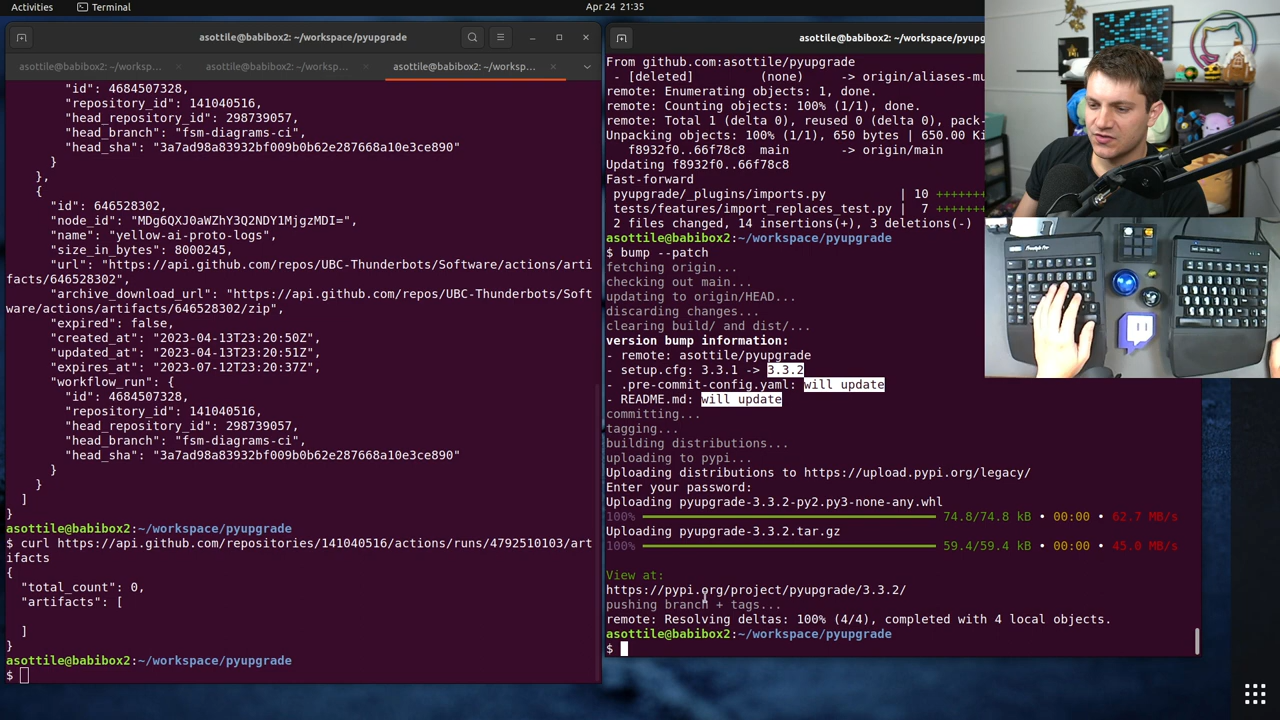 Activities
Terminal
Apr 24 21:35
asottile@babibox2: ~/workspace/pyupgrade
asottile@babibox2: ~/worksp...
asottile@babibox2: ~/worksp...
asottile@babibox2: ~/worksp...
"id": 4684507328,
"repository_id": 141040516,
"head_repository_id": 298739057,
"head_branch": "fsm-diagrams-ci",
"head_sha": "3a7ad98a83932bf009b0b62e287668a10e3ce890"
}
},
{
"id": 646528302,
"node_id": "MDg6QXJ0aWZhY3Q2NDY1MjgzMDI=",
"name": "yellow-ai-proto-logs",
"size_in_bytes": 8000245,
"url": "https://api.github.com/repos/UBC-Thunderbots/Software/actions/arti
facts/646528302",
"archive_download_url": "https://api.github.com/repos/UBC-Thunderbots/Soft
ware/actions/artifacts/646528302/zip",
"expired": false,
"created_at": "2023-04-13T23:20:50Z",
"updated_at": "2023-04-13T23:20:51Z",
"expires_at": "2023-07-12T23:20:37Z",
"workflow_run": {
"id": 4684507328,
"repository_id": 141040516,
"head_repository_id": 298739057,
"head_branch": "fsm-diagrams-ci",
"head_sha": "3a7ad98a83932bf009b0b62e287668a10e3ce890"
}
}
]
}
asottile@babibox2:~/workspace/pyupgrade
$ curl https://api.github.com/repositories/141040516/actions/runs/4792510103/art
ifacts
{
"total_count": 0,
"artifacts": [
]
}
asottile@babibox2:~/workspace/pyupgrade
$
asottile@babibox2: ~/workspace/pyupg
From github.com:asottile/pyupgrade
- [deleted] (none) -> origin/aliases-mu
remote: Enumerating objects: 1, done.
remote: Counting objects: 100% (1/1), done.
remote: Total 1 (delta 0), reused 0 (delta 0), pack-
Unpacking objects: 100% (1/1), 650 bytes | 650.00 Ki
f8932f0..66f78c8 main -> origin/main
Updating f8932f0..66f78c8
Fast-forward
pyupgrade/_plugins/imports.py | 10 +++++++
tests/features/import_replaces_test.py | 7 +++++++
2 files changed, 14 insertions(+), 3 deletions(-)
asottile@babibox2:~/workspace/pyupgrade
$ bump --patch
fetching origin...
checking out main...
updating to origin/HEAD...
discarding changes...
clearing build/ and dist/...
version bump information:
- remote: asottile/pyupgrade
- setup.cfg: 3.3.1 -> 3.3.2
- .pre-commit-config.yaml: will update
- README.md: will update
committing...
tagging...
building distributions...
uploading to pypi...
Uploading distributions to https://upload.pypi.org/legacy/
Enter your password:
Uploading pyupgrade-3.3.2-py2.py3-none-any.whl
100% 74.8/74.8 kB • 00:00 • 62.7 MB/s
Uploading pyupgrade-3.3.2.tar.gz
100% 59.4/59.4 kB • 00:00 • 45.0 MB/s
View at:
https://pypi.org/project/pyupgrade/3.3.2/
pushing branch + tags...
remote: Resolving deltas: 100% (4/4), completed with 4 local objects.
asottile@babibox2:~/workspace/pyupgrade
$